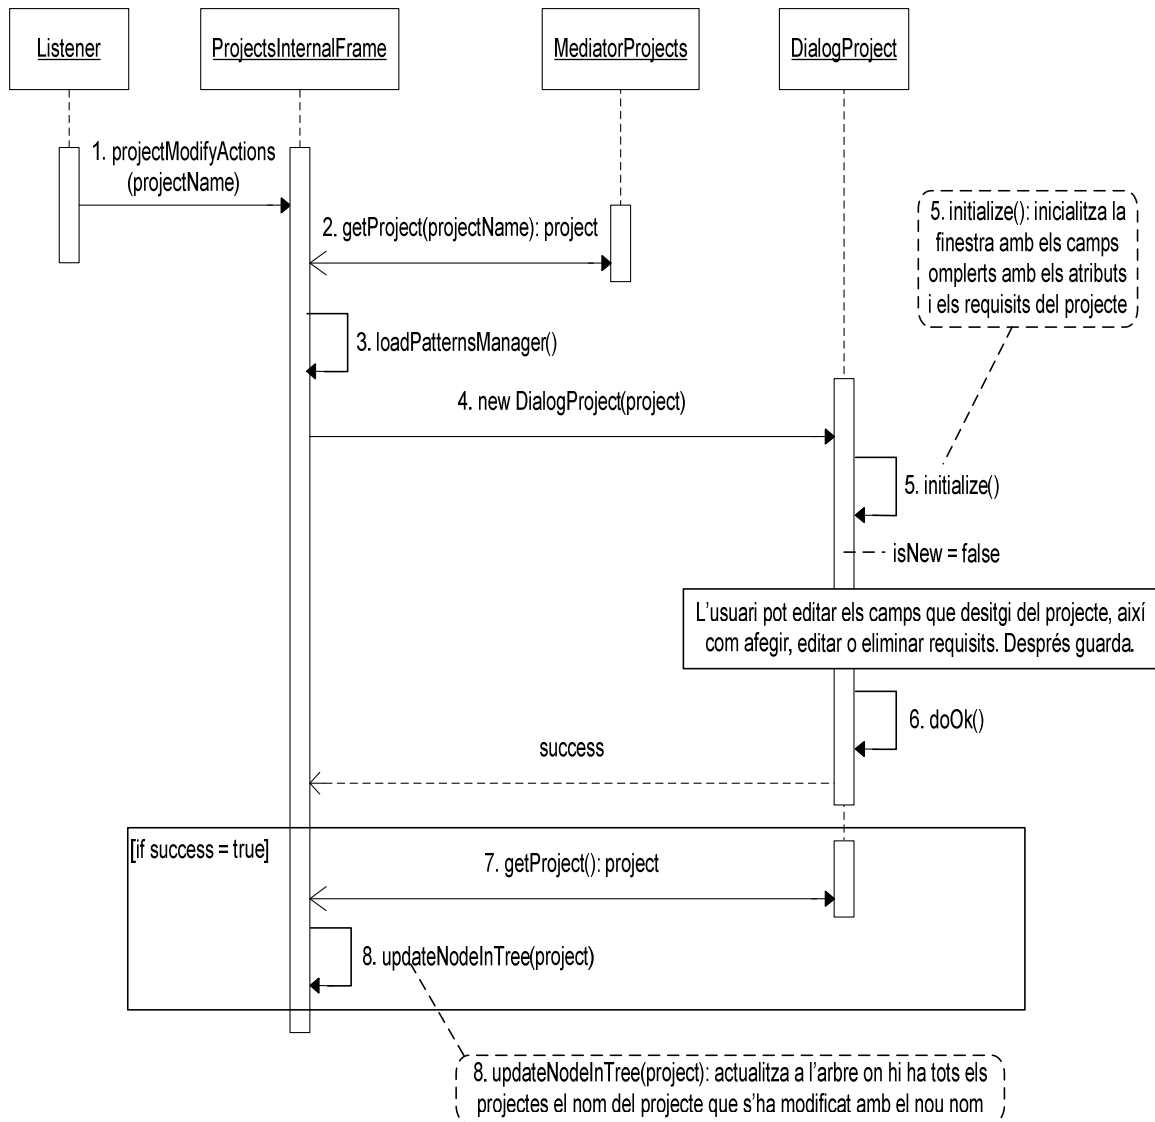 Listener
ProjectsInternalFrame
MediatorProjects
DialogProject
1. projectModifyActions
(projectName)
2. getProject(projectName): project
5. initialize(): inicialitza la
finestra amb els camps
omplerts amb els atributs
i els requisits del projecte
3. loadPatternsManager()
4. new DialogProject(project)
5. initialize()
isNew = false
L'usuari pot editar els camps que desitgi del projecte, així
com afegir, editar o eliminar requisits. Després guarda.
6. doOk()
success
[if success = true]
7. getProject(): project
8. updateNodeInTree(project)
8. updateNodeInTree(project): actualitza a l'arbre on hi ha tots els
projectes el nom del projecte que s'ha modificat amb el nou nom